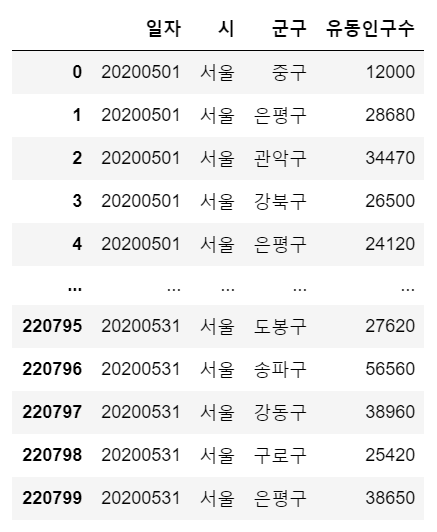 일자 시 군구 유동인구수
0 20200501 서울 중구 12000
1 20200501 서울 은평구 28680
2 20200501 서울 관악구 34470
3 20200501 서울 강북구 26500
4 20200501 서울 은평구 24120
... ... ... ... ...
220795 20200531 서울 도봉구 27620
220796 20200531 서울 송파구 56560
220797 20200531 서울 강동구 38960
220798 20200531 서울 구로구 25420
220799 20200531 서울 은평구 38650